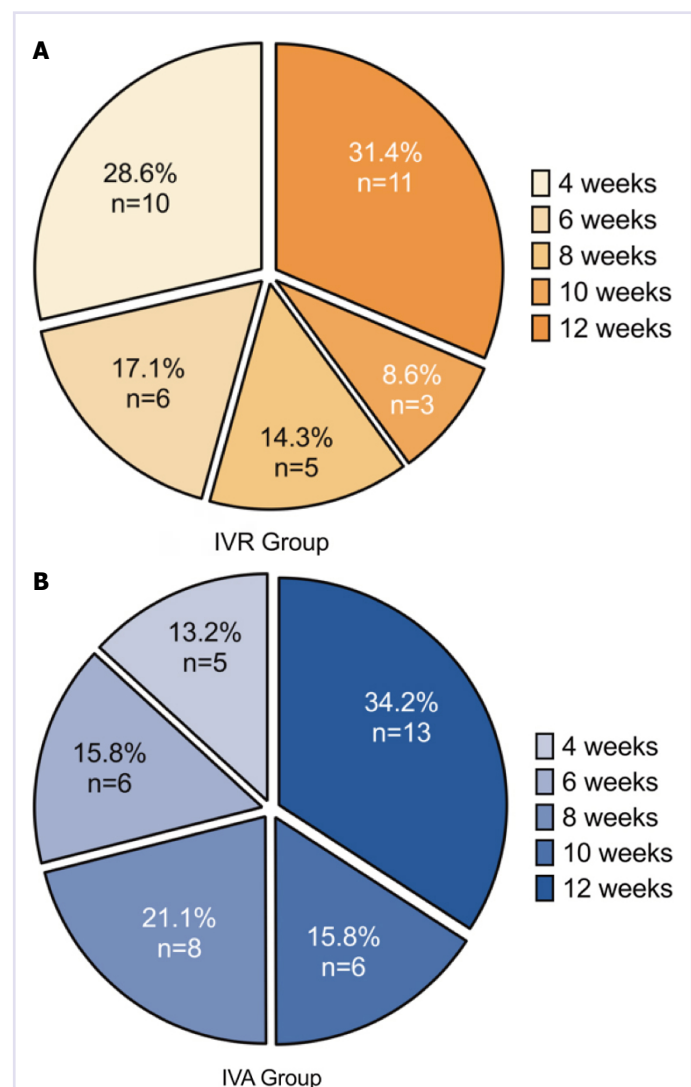 A
28.6%
n=10
31.4%
n=11
17.1%
n=6
14.3%
n=5
8.6%
n=3
4 weeks
6 weeks
8 weeks
10 weeks
12 weeks
IVR Group
B
13.2%
n=5
34.2%
n=13
15.8%
n=6
21.1%
n=8
15.8%
n=6
4 weeks
6 weeks
8 weeks
10 weeks
12 weeks
IVA Group